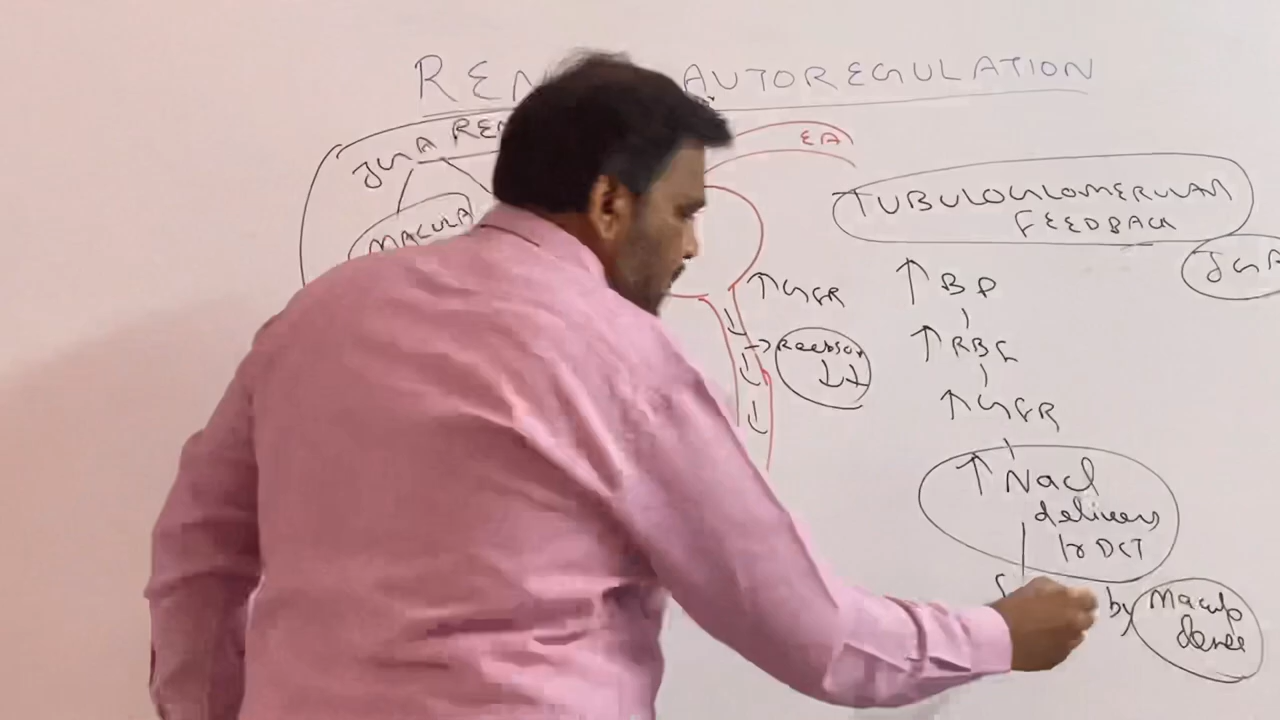 REN AUTOREGULATION
JGA REN
MACULA
EA
TUBULOGLOMERULAR
FEEDBACK
JGA
↑ GFR
→ Reabsor
↓↓
↑ BP
↑ RBF
↑ GFR
↑ Nacl
delivery
to DCT
by Macula
densa